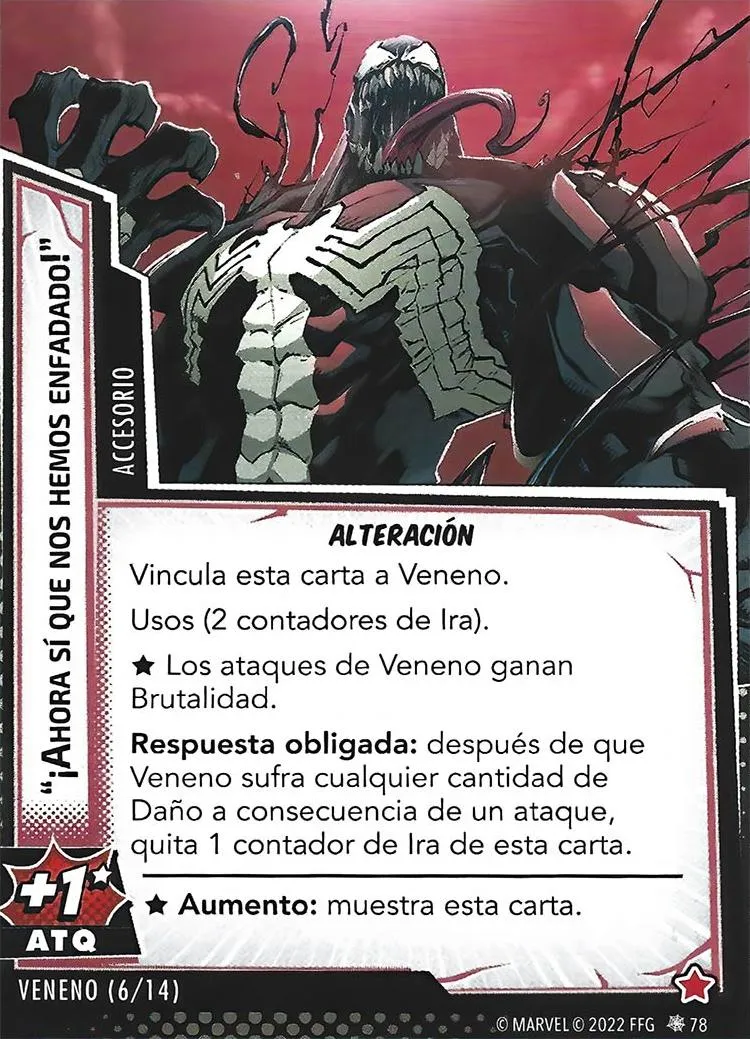 “¡AHORA SÍ QUE NOS HEMOS ENFADADO!”
ACCESORIO
ALTERACIÓN
Vincula esta carta a Veneno.
Usos (2 contadores de Ira).
★ Los ataques de Veneno ganan
Brutalidad.
Respuesta obligada: después de que
Veneno sufra cualquier cantidad de
Daño a consecuencia de un ataque,
quita 1 contador de Ira de esta carta.
★ Aumento: muestra esta carta.
+1★
ATQ
VENENO (6/14)
© MARVEL © 2022 FFG 78